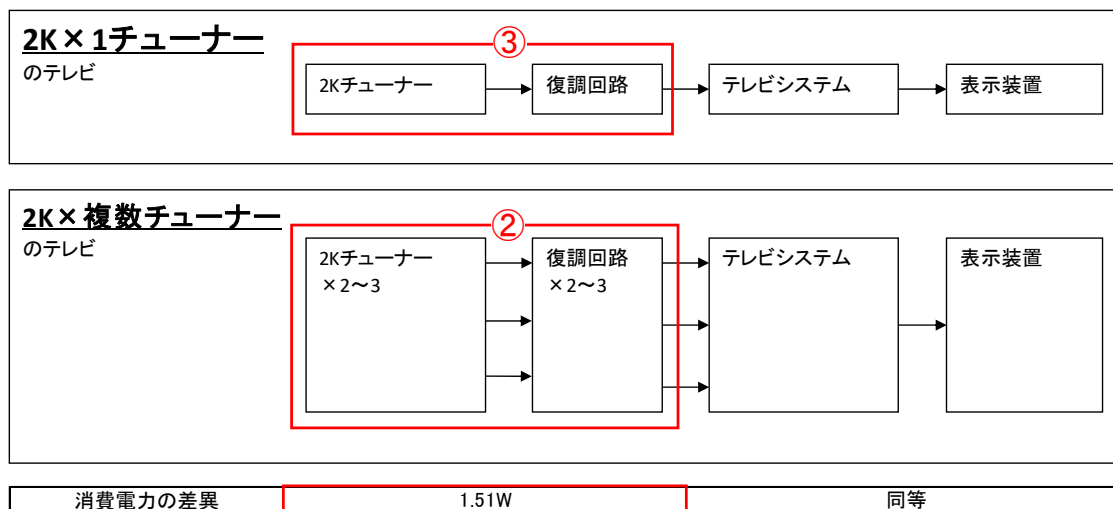 2K×1チューナー
のテレビ
③
2Kチューナー
復調回路
テレビシステム
表示装置
2K×複数チューナー
のテレビ
②
2Kチューナー
×2~3
復調回路
×2~3
テレビシステム
表示装置
消費電力の差異
1.51W
同等